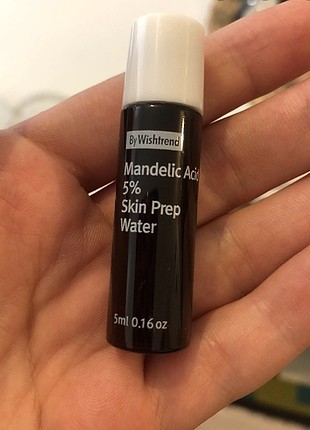 By Wishtrend
Mandelic Acid
5%
Skin Prep
Water
5ml 0.16 oz